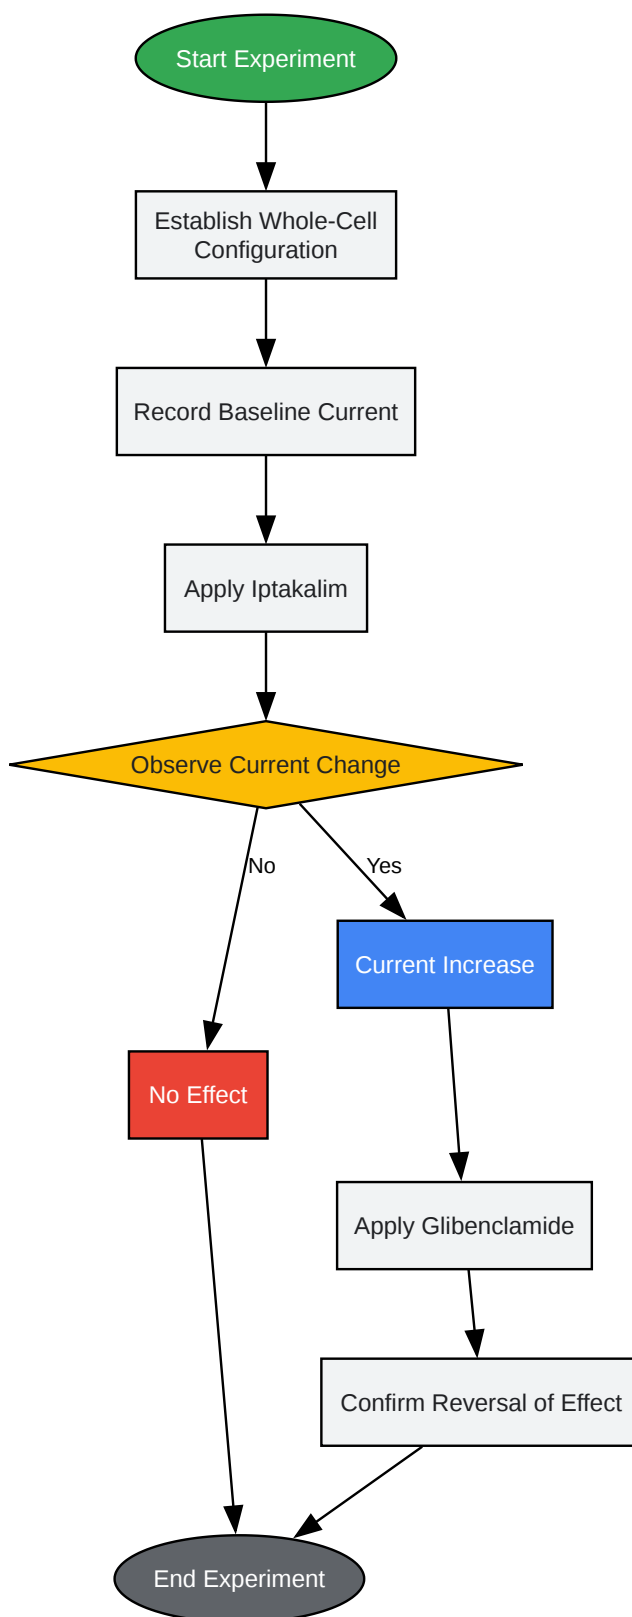 Start Experiment
Establish Whole-Cell
Configuration
Record Baseline Current
Apply Iptakalim
Observe Current Change
No
Yes
Current Increase
No Effect
Apply Glibenclamide
Confirm Reversal of Effect
End Experiment